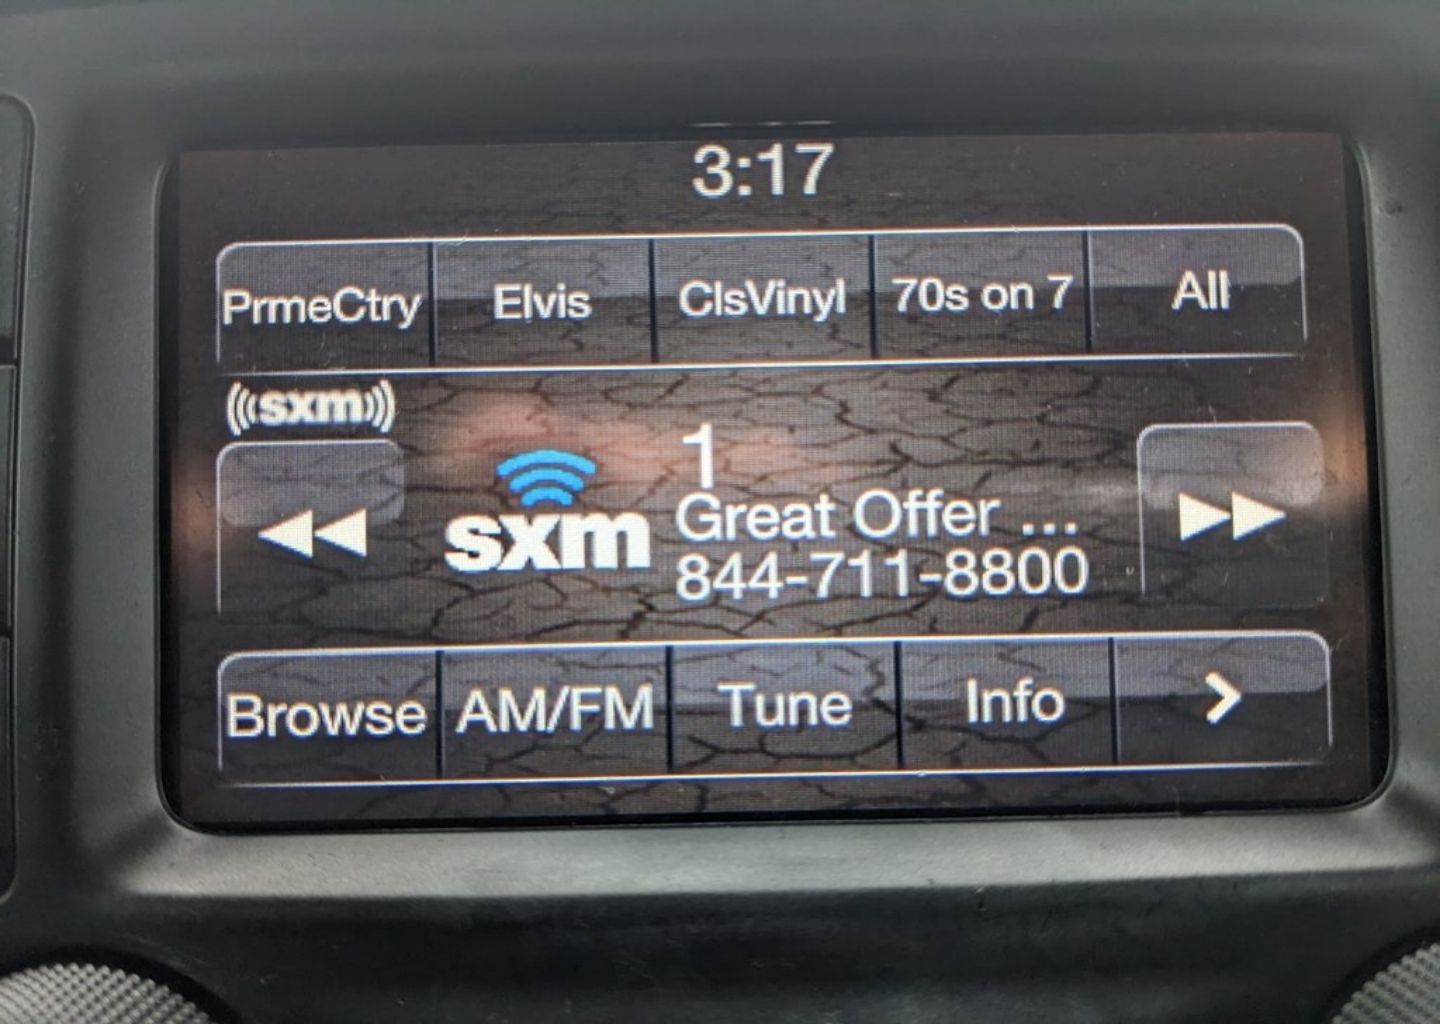 3:17
PrmeCtry Elvis ClsVinyl 70s on 7 All
sxm
1
sxm
Great Offer ...
844-711-8800
Browse AM/FM Tune Info >